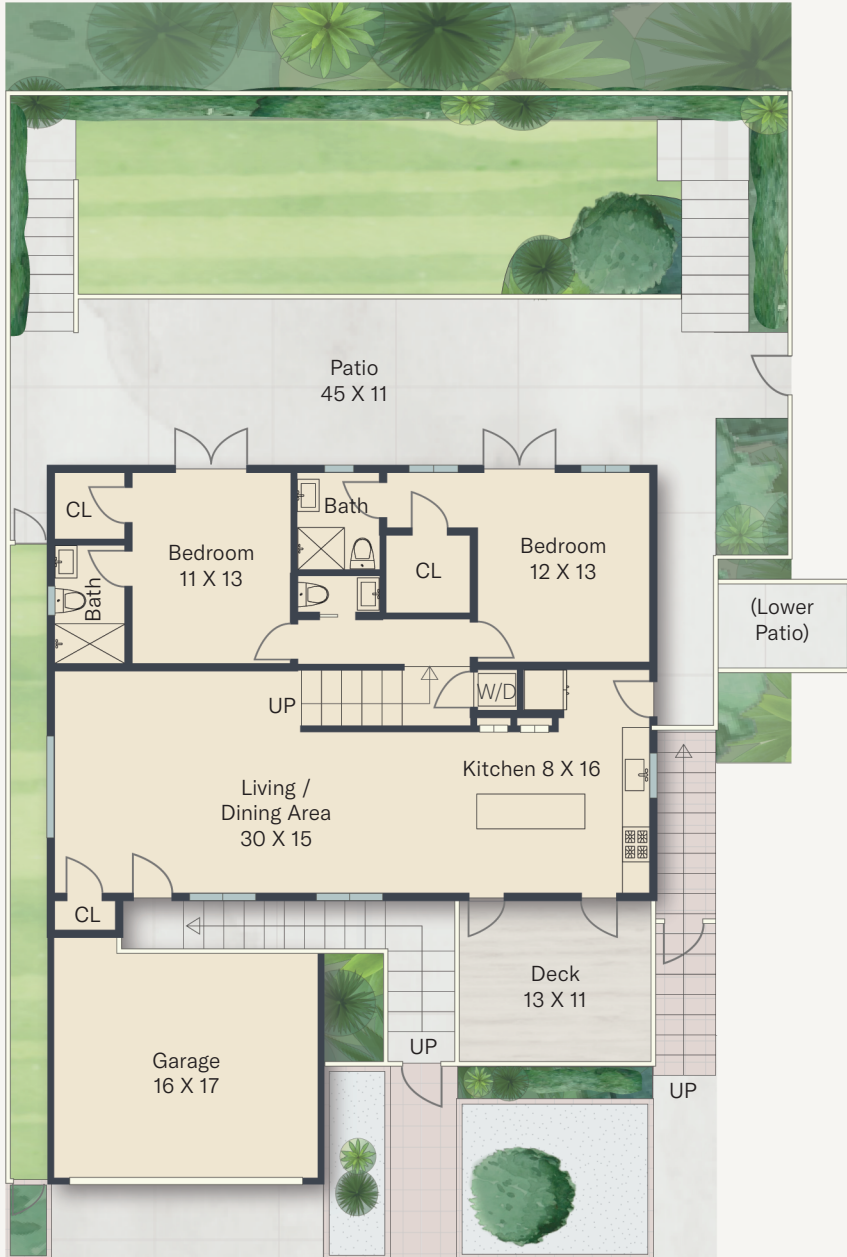 Patio
45 X 11
CL
Bath
Bedroom
11 X 13
Bath
CL
Bedroom
12 X 13
(Lower
Patio)
UP
W/D
Kitchen 8 X 16
Living /
Dining Area
30 X 15
CL
Deck
13 X 11
UP
Garage
16 X 17
UP